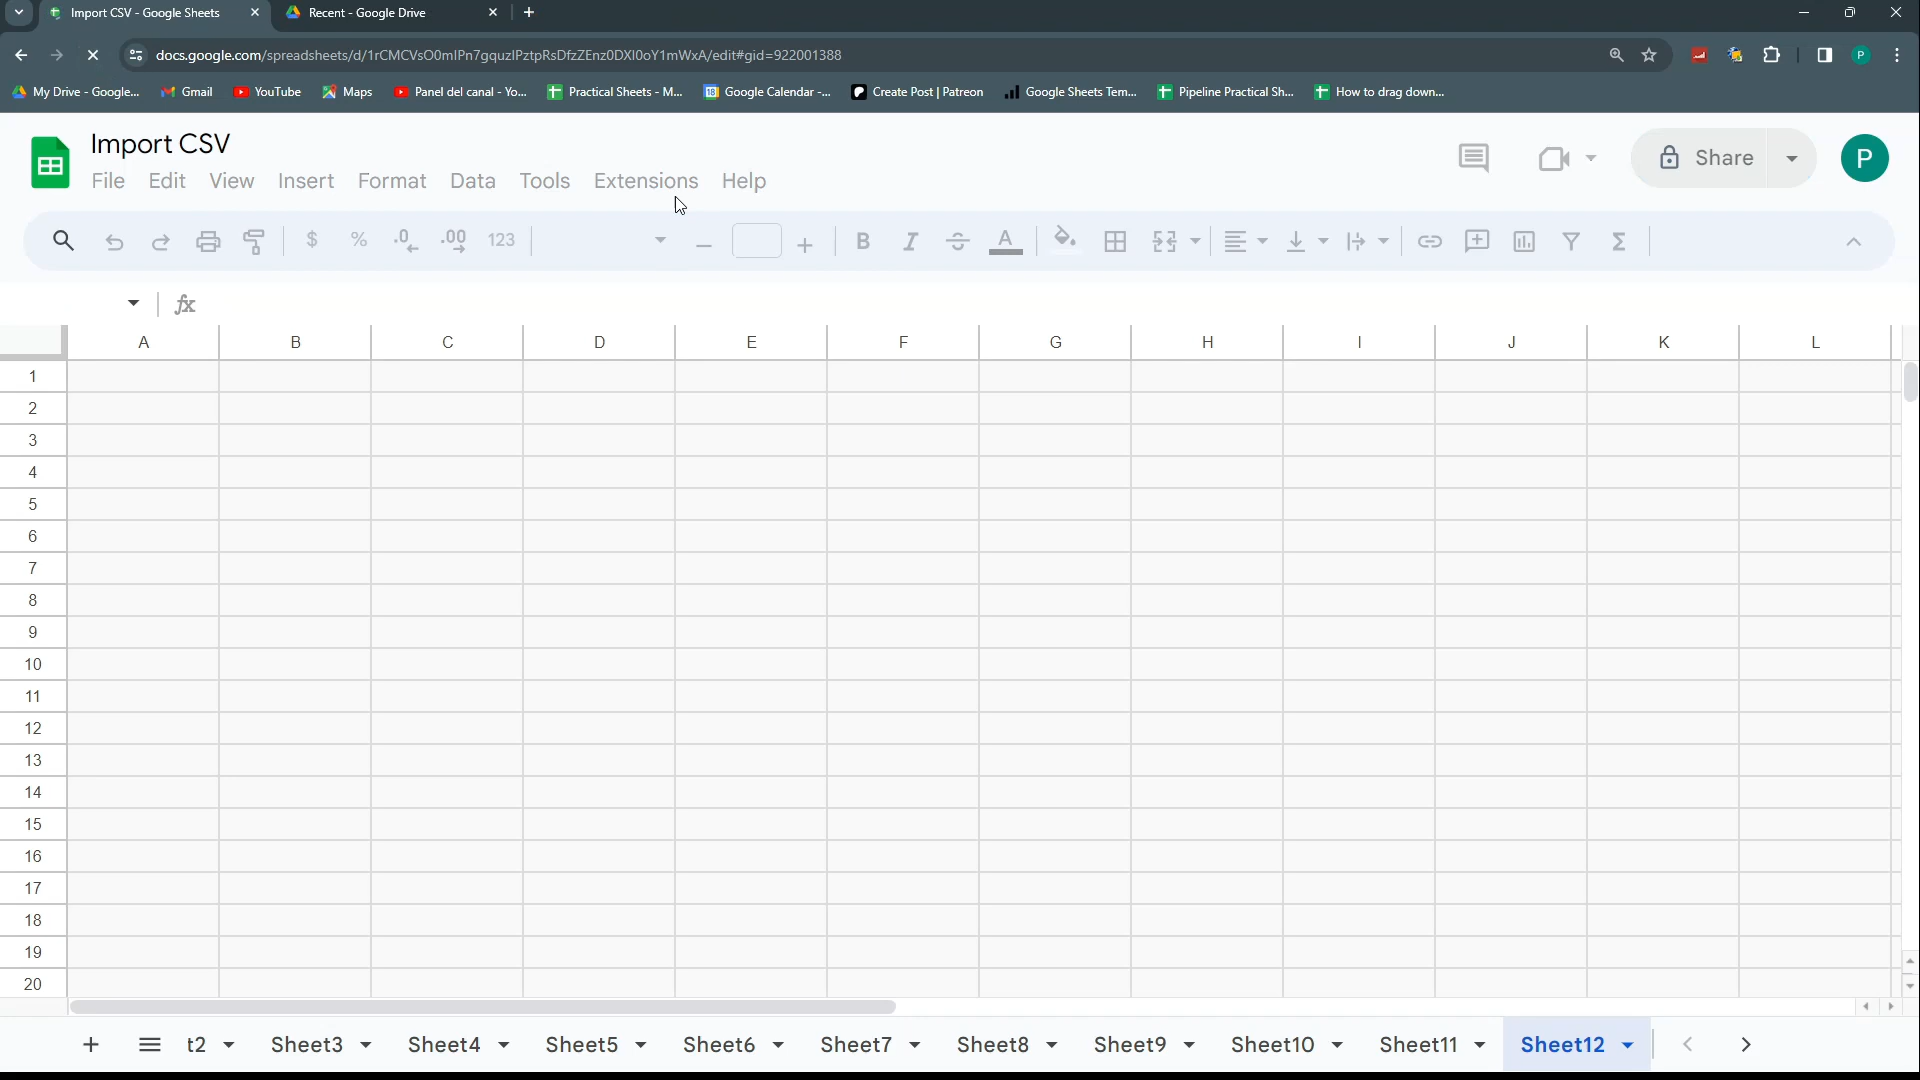 Import CSV - Google Sheets
Recent - Google Drive
docs.google.com/spreadsheets/d/1rCMCVsO0mIPn7gquzlPztpRsDfzZEnz0DXI0oY1mWxA/edit#gid=922001388
My Drive - Google... Gmail YouTube Maps Panel del canal - Yo... Practical Sheets - M... Google Calendar -... Create Post | Patreon Google Sheets Tem... Pipeline Practical Sh... How to drag down...
Import CSV
File Edit View Insert Format Data Tools Extensions Help
Share
P
$ % .0 .00 123 B I A Σ
fx
A B C D E F G H I J K L
1
2
3
4
5
6
7
8
9
10
11
12
13
14
15
16
17
18
19
20
t2 Sheet3 Sheet4 Sheet5 Sheet6 Sheet7 Sheet8 Sheet9 Sheet10 Sheet11 Sheet12